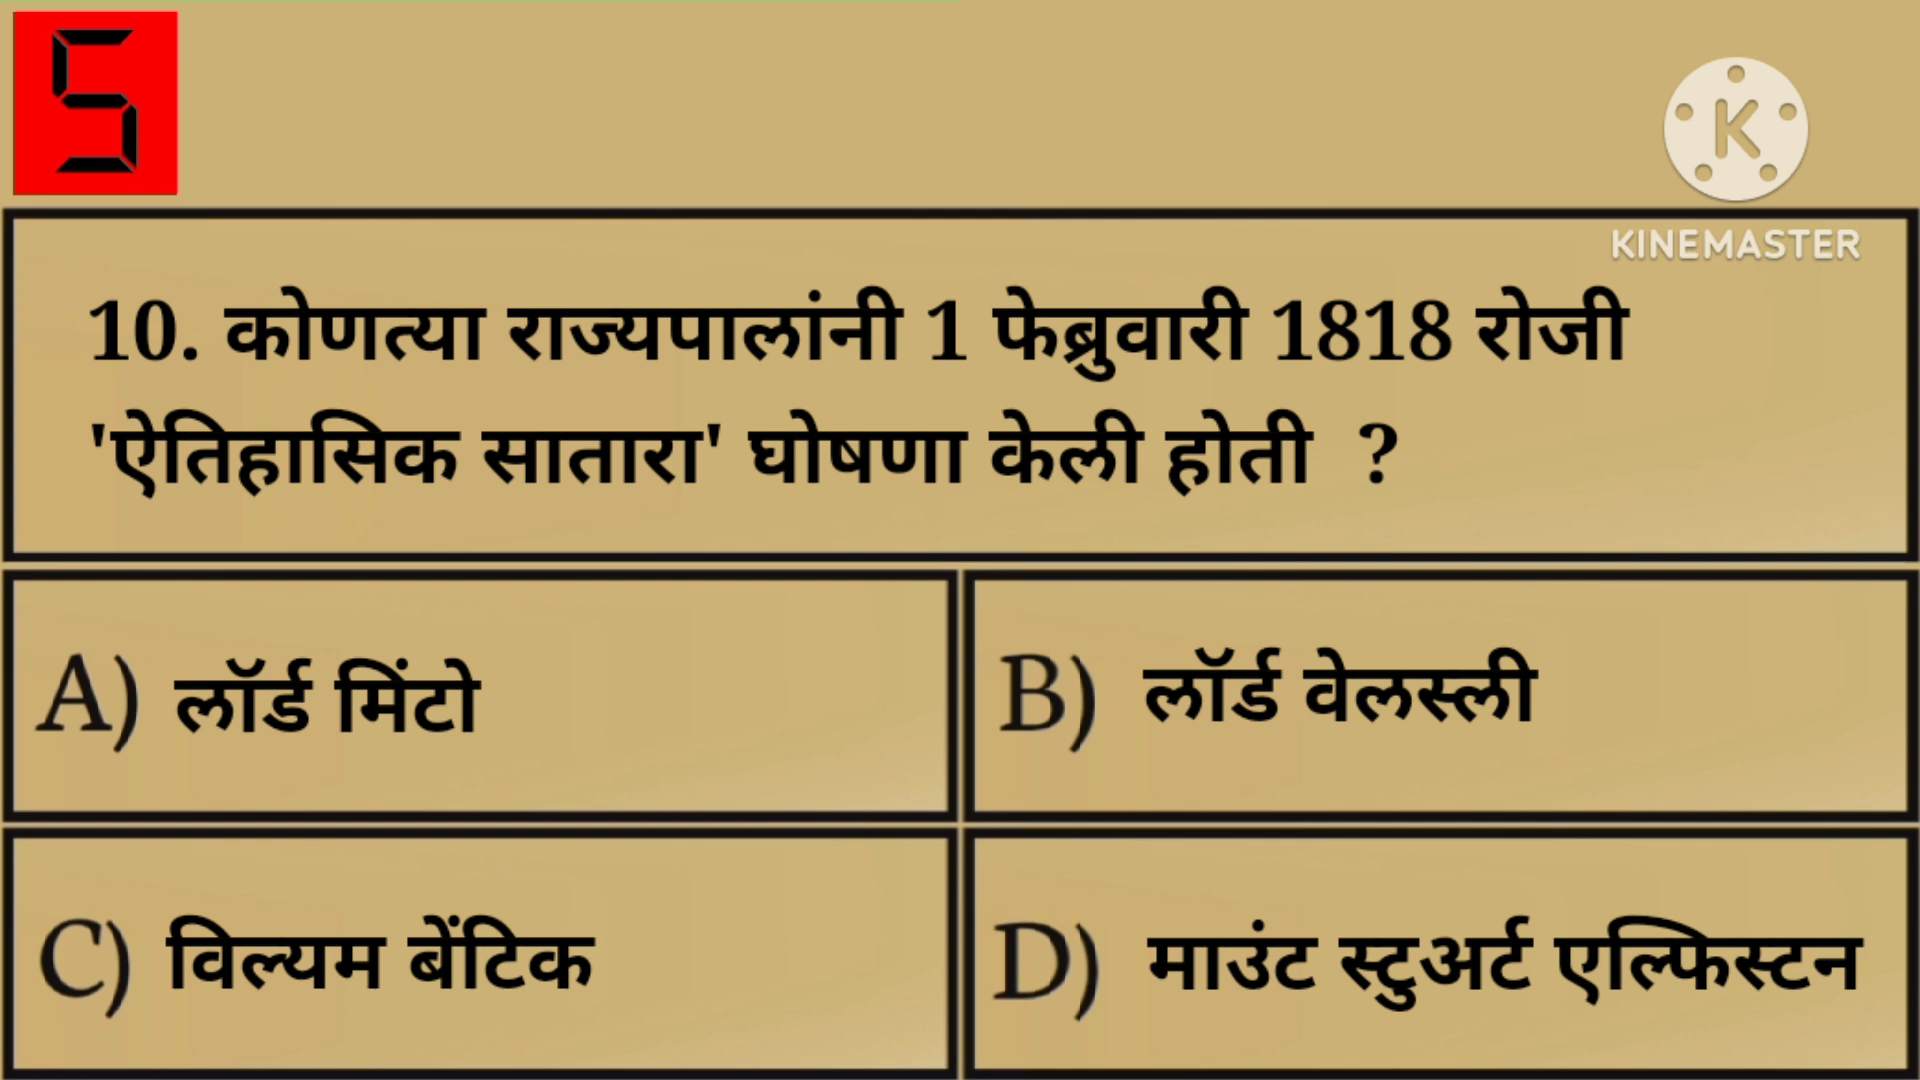 5
K
KINEMASTER
10. कोणत्या राज्यपालांनी 1 फेब्रुवारी 1818 रोजी
'ऐतिहासिक सातारा' घोषणा केली होती ?
A) लॉर्ड मिंटो
B) लॉर्ड वेलस्ली
C) विल्यम बेंटिक
D) माउंट स्टुअर्ट एल्फिस्टन